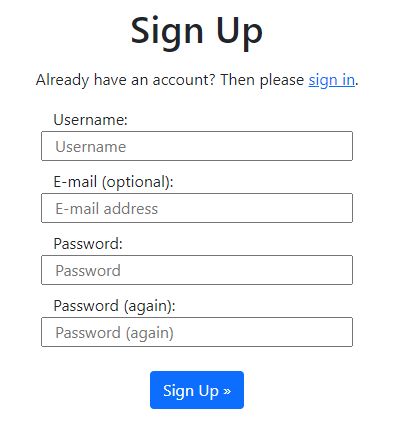 Sign Up
Already have an account? Then please sign in.
Username:
Username
E-mail (optional):
E-mail address
Password:
Password
Password (again):
Password (again)
Sign Up »